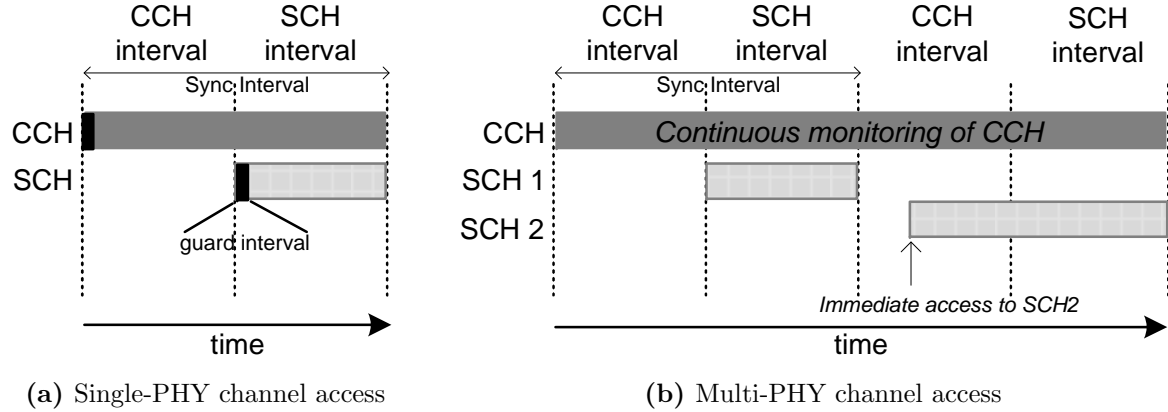 CCH interval
SCH interval
Sync Interval
CCH
SCH
guard interval
time
(a) Single-PHY channel access
CCH interval
SCH interval
CCH interval
SCH interval
Sync Interval
CCH
Continuous monitoring of CCH
SCH 1
SCH 2
Immediate access to SCH2
time
(b) Multi-PHY channel access